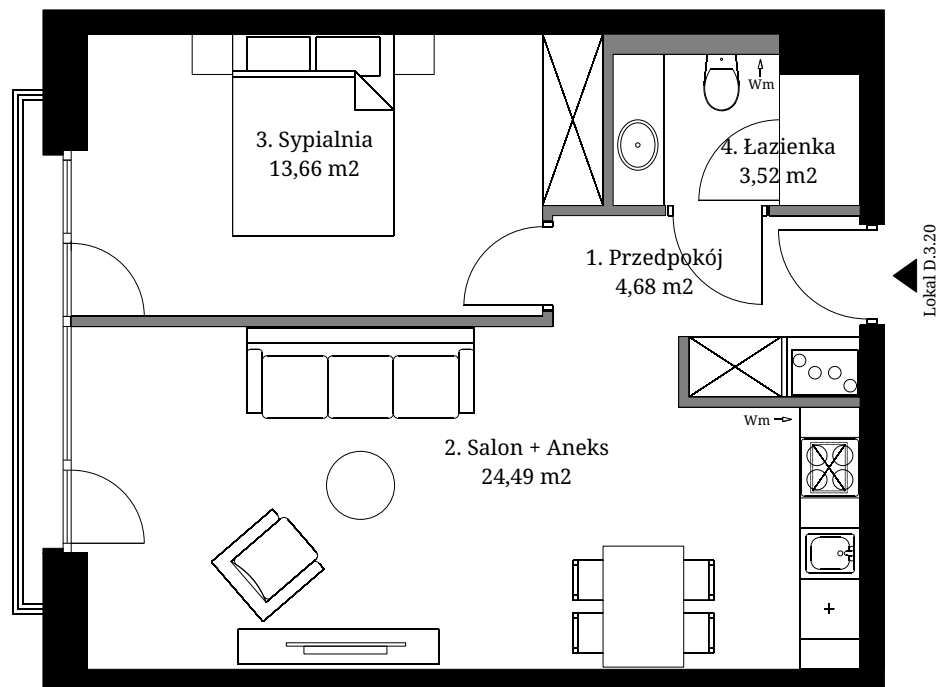 Wm
3. Sypialnia
13,66 m2
4. Łazienka
3,52 m2
1. Przedpokój
4,68 m2
Lokal D.3.20
Wm
2. Salon + Aneks
24,49 m2